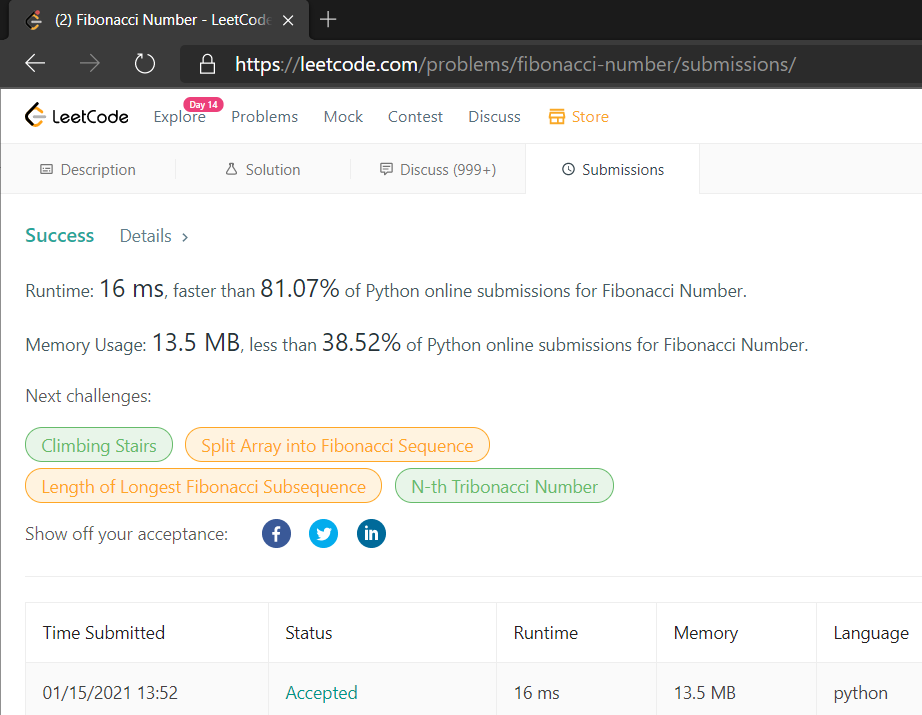 (2) Fibonacci Number - LeetCode
https://leetcode.com/problems/fibonacci-number/submissions/
LeetCode Explore Day 14 Problems Mock Contest Discuss Store
Description Solution Discuss (999+) Submissions
Success Details >
Runtime: 16 ms, faster than 81.07% of Python online submissions for Fibonacci Number.
Memory Usage: 13.5 MB, less than 38.52% of Python online submissions for Fibonacci Number.
Next challenges:
Climbing Stairs Split Array into Fibonacci Sequence
Length of Longest Fibonacci Subsequence N-th Tribonacci Number
Show off your acceptance: f in
Time Submitted Status Runtime Memory Language
01/15/2021 13:52 Accepted 16 ms 13.5 MB python